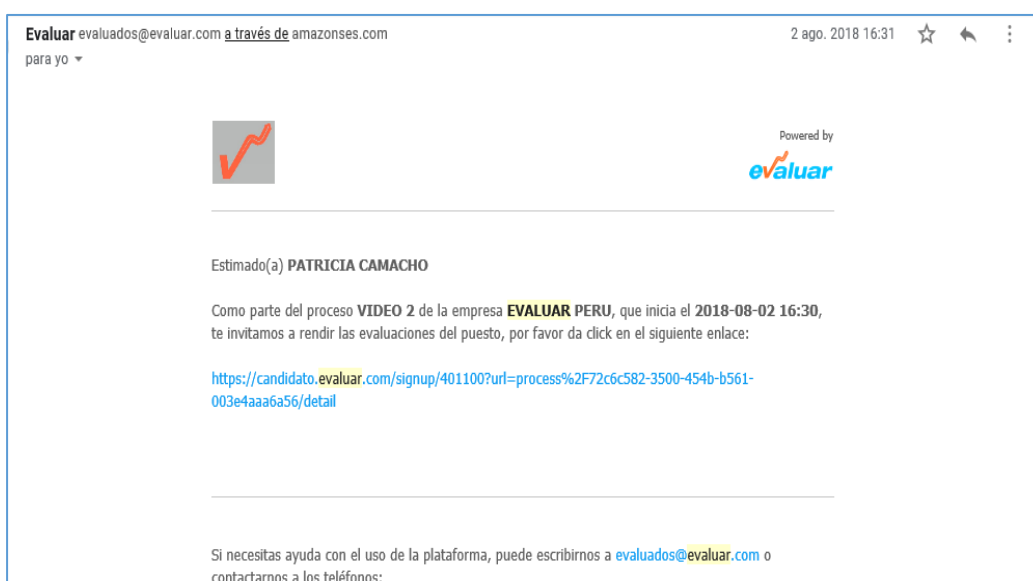 Evaluar evaluados@evaluar.com a través de amazonses.com
2 ago. 2018 16:31
para yo
Powered by
evaluar
Estimado(a) PATRICIA CAMACHO
Como parte del proceso VIDEO 2 de la empresa EVALUAR PERU, que inicia el 2018-08-02 16:30,
te invitamos a rendir las evaluaciones del puesto, por favor da click en el siguiente enlace:
https://candidato.evaluar.com/signup/401100?url=process%2F72c6c582-3500-454b-b561-
003e4aaa6a56/detail
Si necesitas ayuda con el uso de la plataforma, puede escribirnos a evaluados@evaluar.com o
contactarnos a los teléfonos: